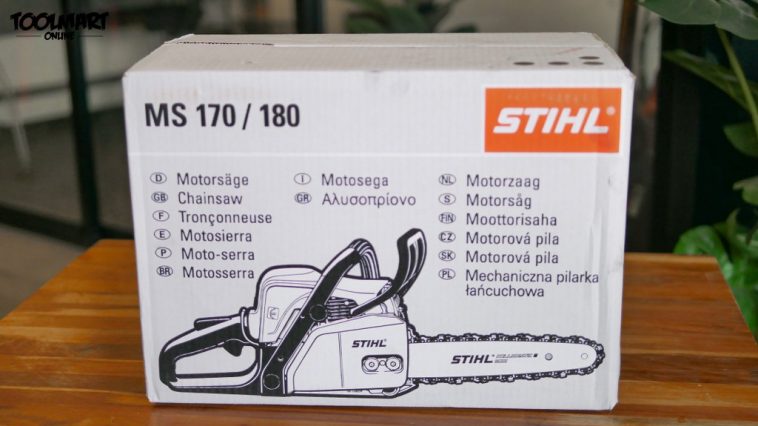 TOOLMART
ONLINE
MS 170 / 180
STIHL®
D Motorsäge
GB Chainsaw
F Tronçonneuse
E Motosierra
P Moto-serra
BR Motosserra
I Motosega
GR Αλυσοπρίονο
NL Motorzaag
S Motorsåg
FIN Moottorisaha
CZ Motorová pila
SK Motorová pila
PL Mechaniczna pilarka
łańcuchowa
STIHL
STIHL